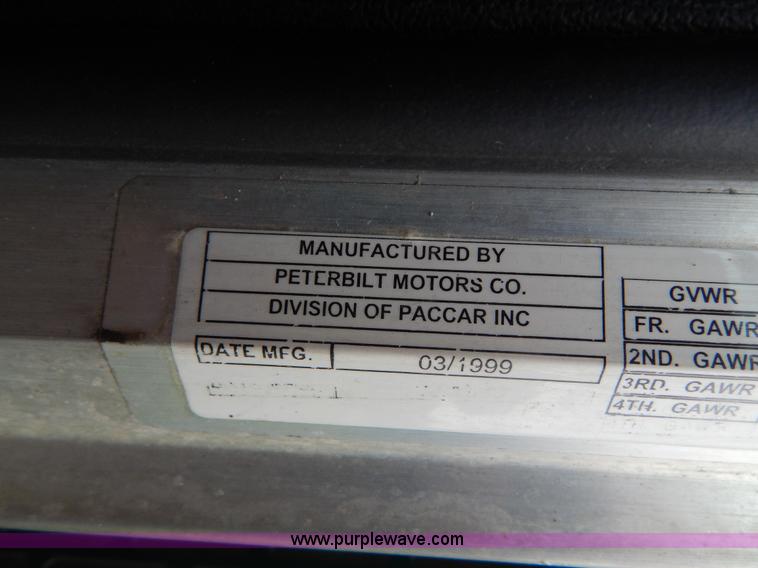 MANUFACTURED BY
PETERBILT MOTORS CO.
DIVISION OF PACCAR INC
DATE MFG. 03/1999
GVWR
FR. GAWR
2ND. GAWR
3RD. GAWR
4TH. GAWR
www.purplewave.com